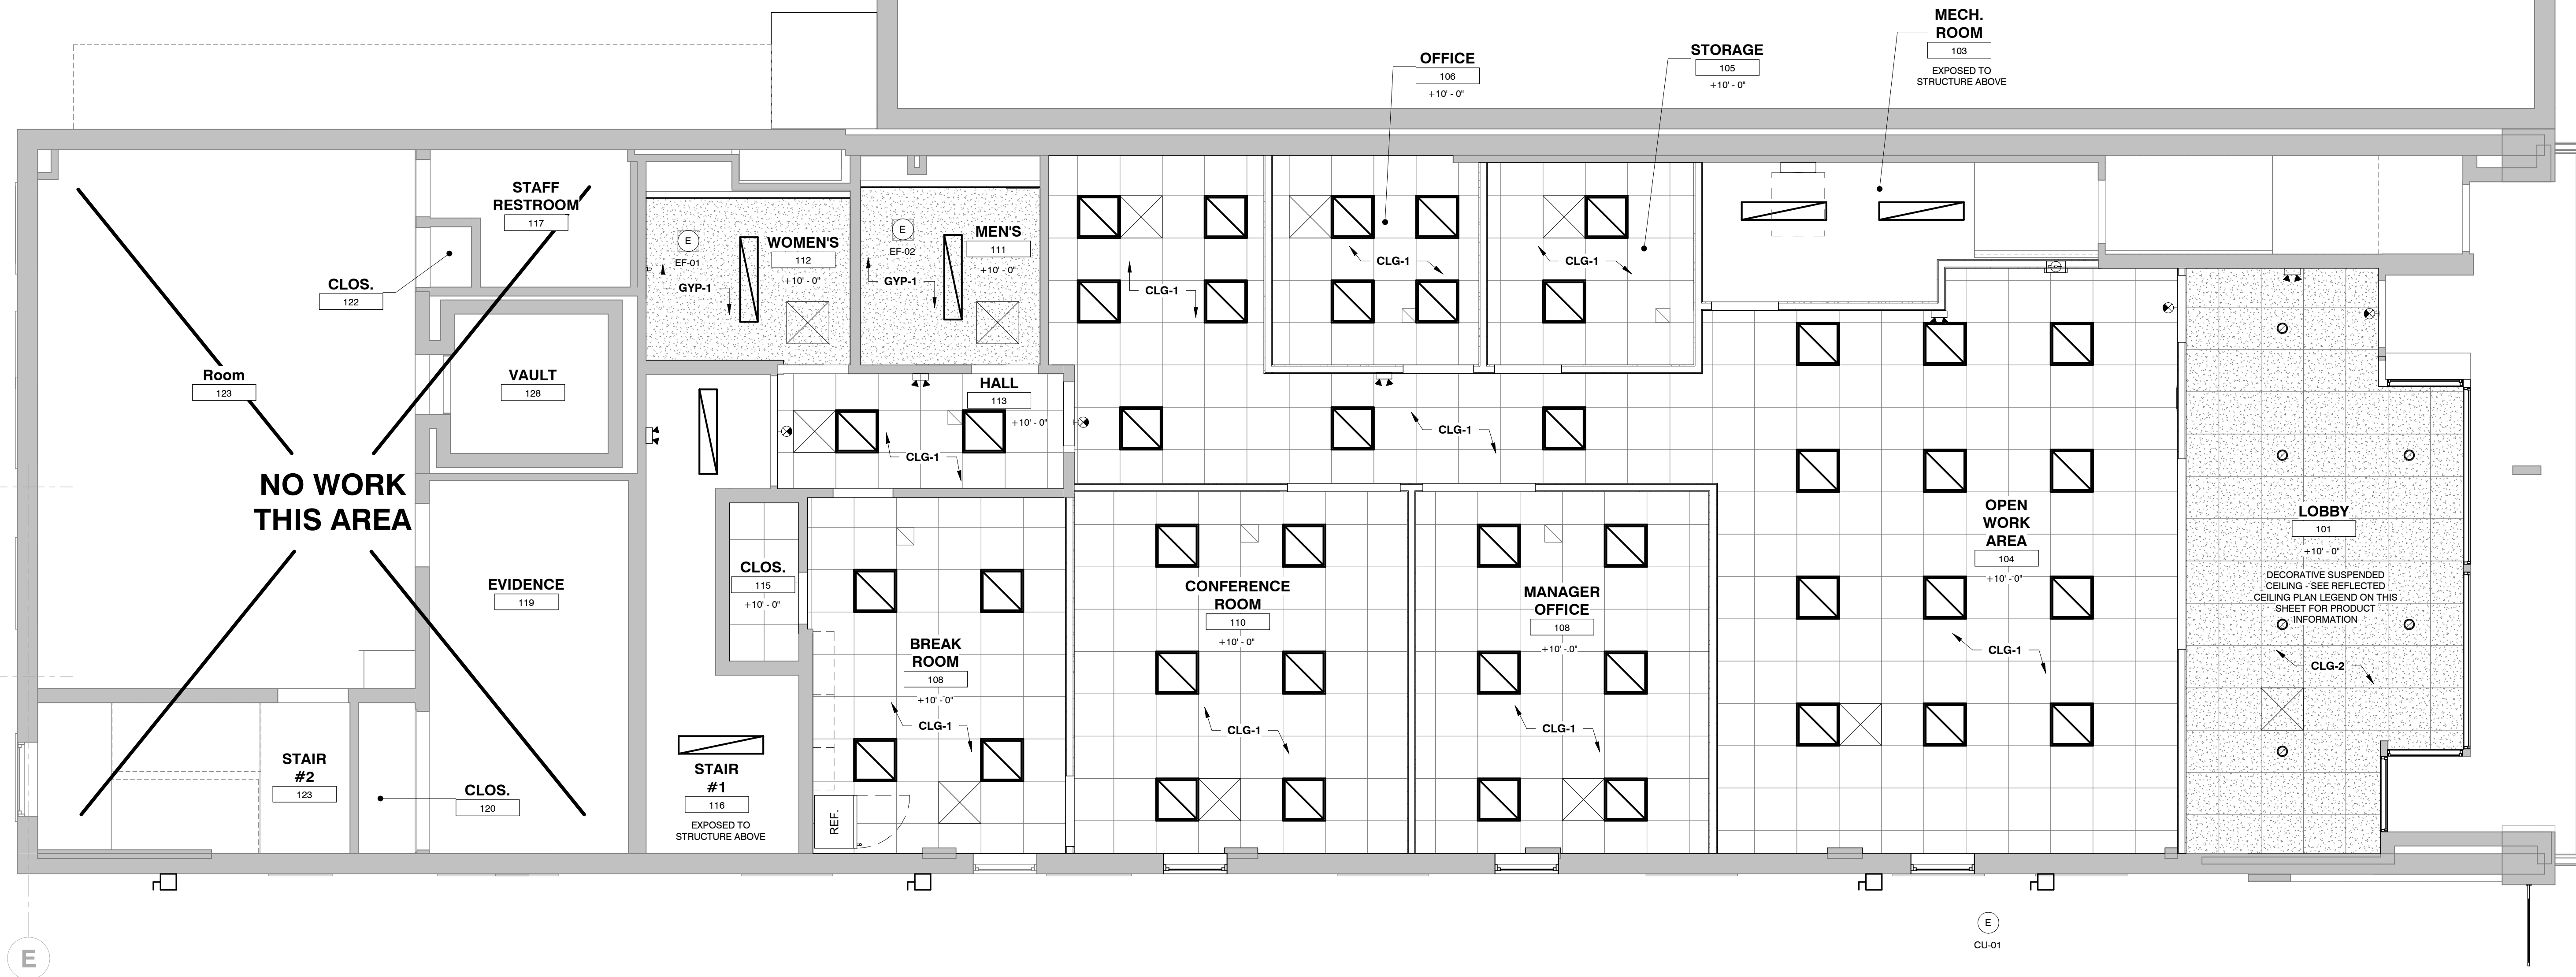 MECH.
ROOM
103
EXPOSED TO
STRUCTURE ABOVE
OFFICE
106
+10' - 0"
STORAGE
105
+10' - 0"
STAFF
RESTROOM
117
CLOS.
122
Room
123
VAULT
128
NO WORK
THIS AREA
EVIDENCE
119
STAIR
#2
123
CLOS.
120
E
EF-01
WOMEN'S
112
+10' - 0"
GYP-1
E
EF-02
MEN'S
111
+10' - 0"
GYP-1
CLG-1
CLG-1
CLG-1
HALL
113
+10' - 0"
CLG-1
CLG-1
CLOS.
115
+10' - 0"
STAIR
#1
116
EXPOSED TO
STRUCTURE ABOVE
BREAK
ROOM
108
+10' - 0"
CLG-1
REF.
CONFERENCE
ROOM
110
+10' - 0"
CLG-1
MANAGER
OFFICE
108
+10' - 0"
CLG-1
OPEN
WORK
AREA
104
+10' - 0"
CLG-1
LOBBY
101
+10' - 0"
DECORATIVE SUSPENDED
CEILING - SEE REFLECTED
CEILING PLAN LEGEND ON THIS
SHEET FOR PRODUCT
INFORMATION
CLG-2
E
CU-01
E